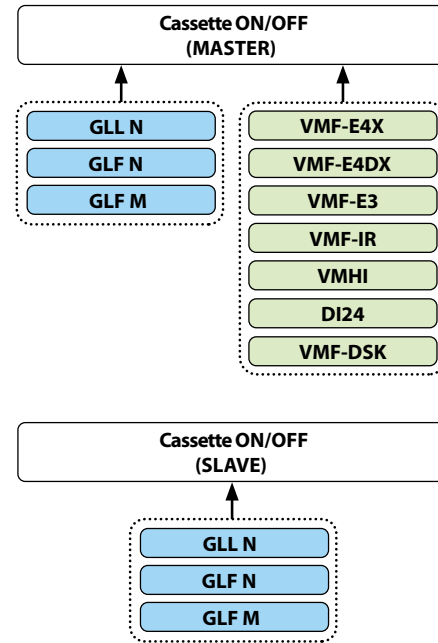 Cassette ON/OFF
(MASTER)
GLL N
GLF N
GLF M
VMF-E4X
VMF-E4DX
VMF-E3
VMF-IR
VMHI
DI24
VMF-DSK
Cassette ON/OFF
(SLAVE)
GLL N
GLF N
GLF M